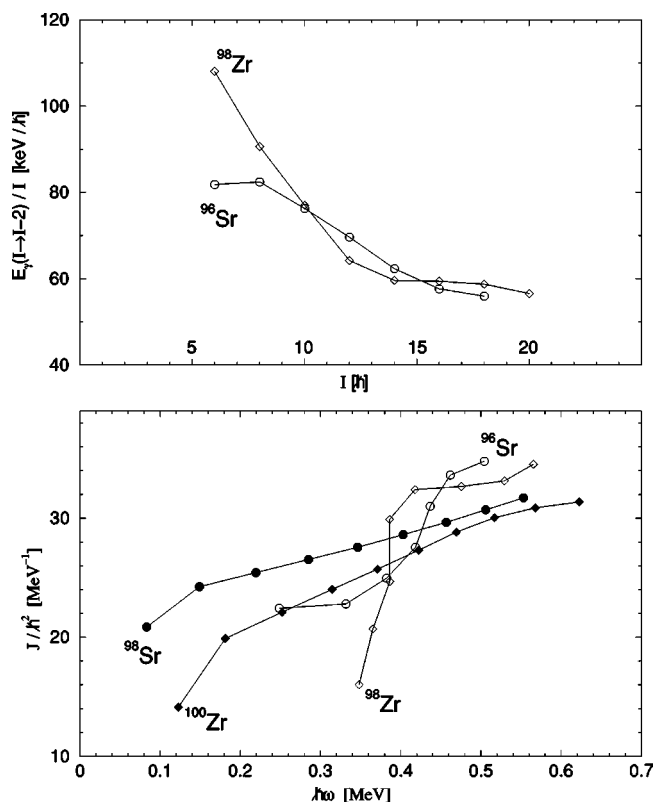 120
100
80
60
40
E_γ(I→I−2) / I [keV / ħ]
⁹⁸Zr
⁹⁶Sr
5 10 15 20
I [ħ]
40
30
20
10
J / ħ² [MeV⁻¹]
⁹⁶Sr
⁹⁸Sr
¹⁰⁰Zr
⁹⁸Zr
0 0.1 0.2 0.3 0.4 0.5 0.6 0.7
ħω [MeV]